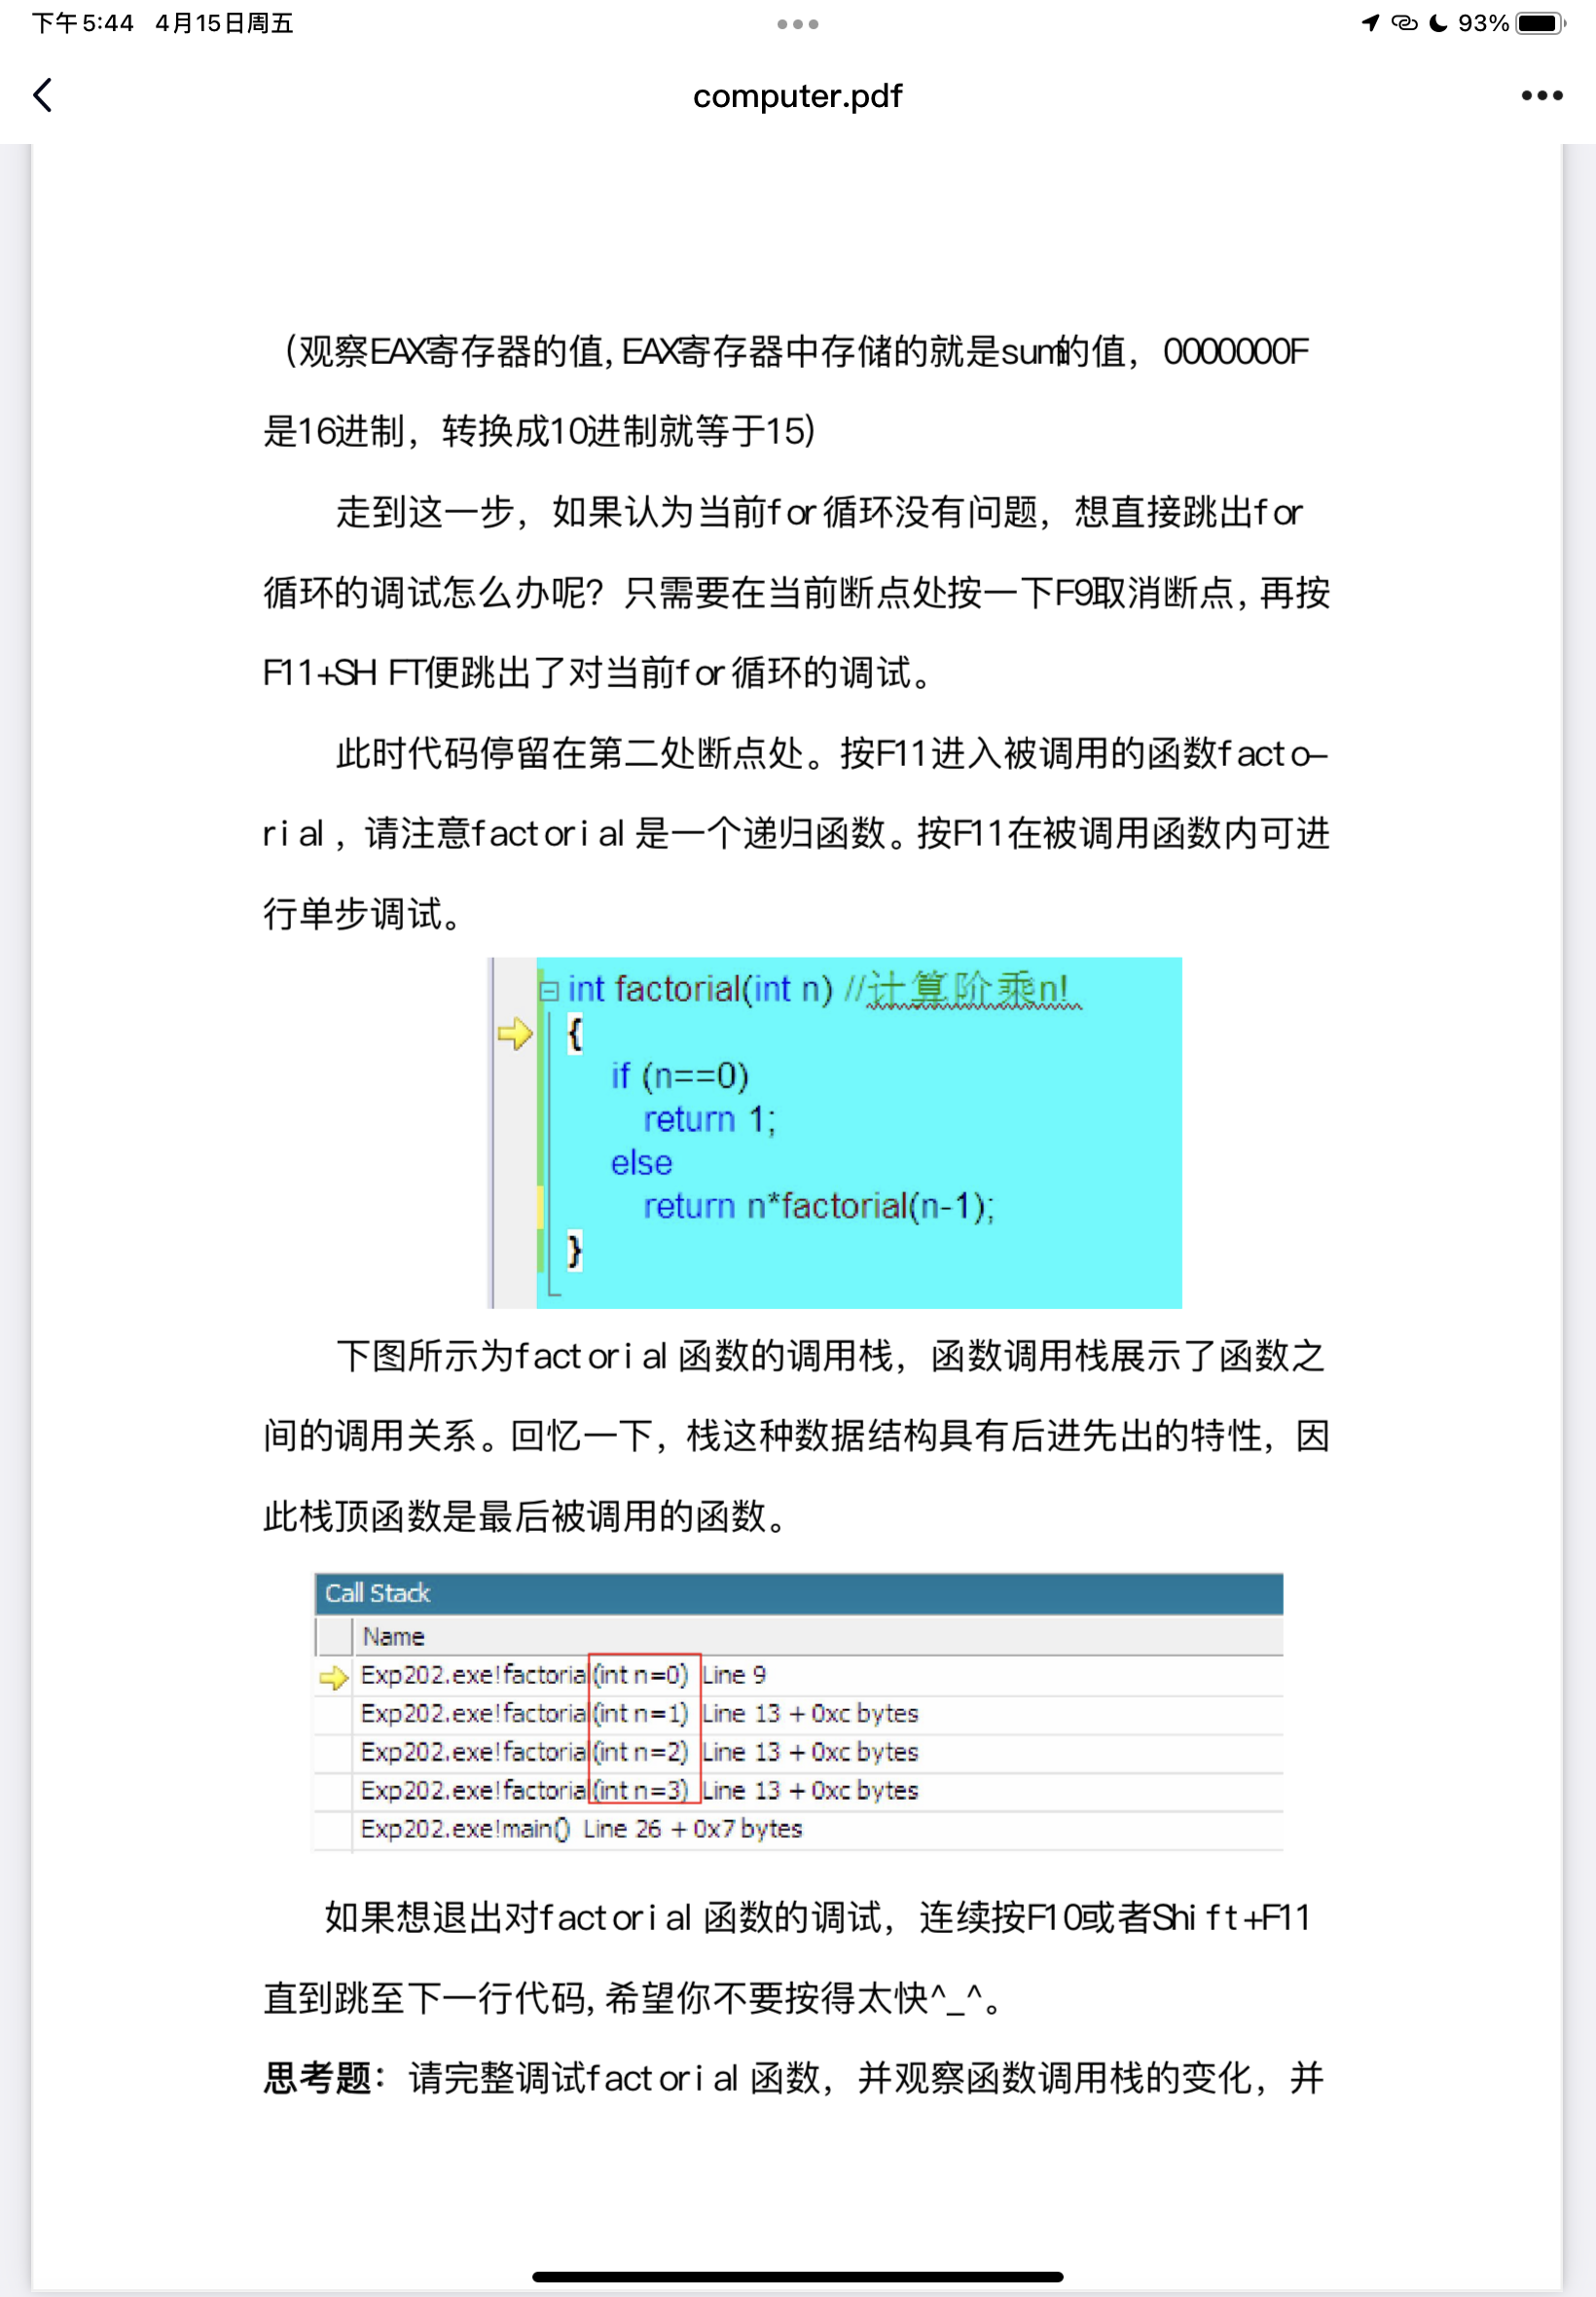 下午5:44 4月15日周五
93%
computer.pdf
（观察EAX寄存器的值, EAX寄存器中存储的就是sum的值，0000000F
是16进制，转换成10进制就等于15)
走到这一步，如果认为当前for循环没有问题，想直接跳出for
循环的调试怎么办呢？只需要在当前断点处按一下F9取消断点, 再按
F11+SH FT便跳出了对当前for循环的调试。
此时代码停留在第二处断点处。按F11进入被调用的函数facto-
rial，请注意factorial是一个递归函数。按F11在被调用函数内可进
行单步调试。
int factorial(int n) //计算阶乘n!
{
if (n==0)
return 1;
else
return n*factorial(n-1);
}
下图所示为factorial函数的调用栈，函数调用栈展示了函数之
间的调用关系。回忆一下，栈这种数据结构具有后进先出的特性，因
此栈顶函数是最后被调用的函数。
Call Stack
Name
Exp202.exe!factorial(int n=0) Line 9
Exp202.exe!factorial(int n=1) Line 13 + 0xc bytes
Exp202.exe!factorial(int n=2) Line 13 + 0xc bytes
Exp202.exe!factorial(int n=3) Line 13 + 0xc bytes
Exp202.exe!main() Line 26 + 0x7 bytes
如果想退出对factorial函数的调试，连续按F10或者Shift+F11
直到跳至下一行代码, 希望你不要按得太快^_^。
思考题：请完整调试factorial函数，并观察函数调用栈的变化，并